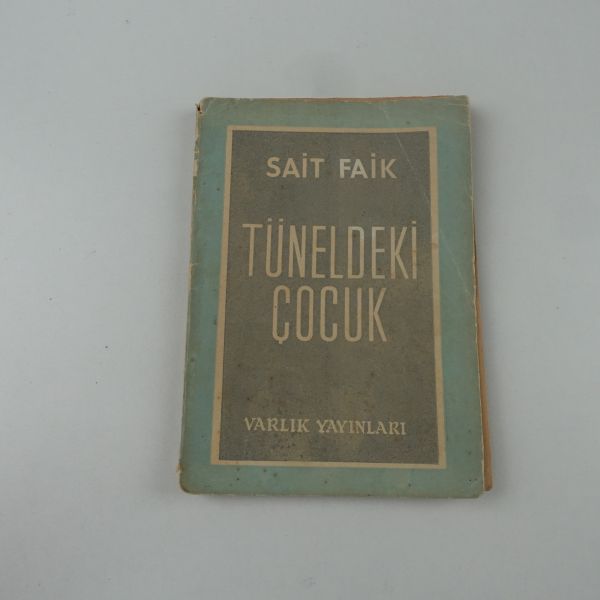 SAİT FAİK
TÜNELDEKİ
ÇOCUK
VARLIK YAYINLARI